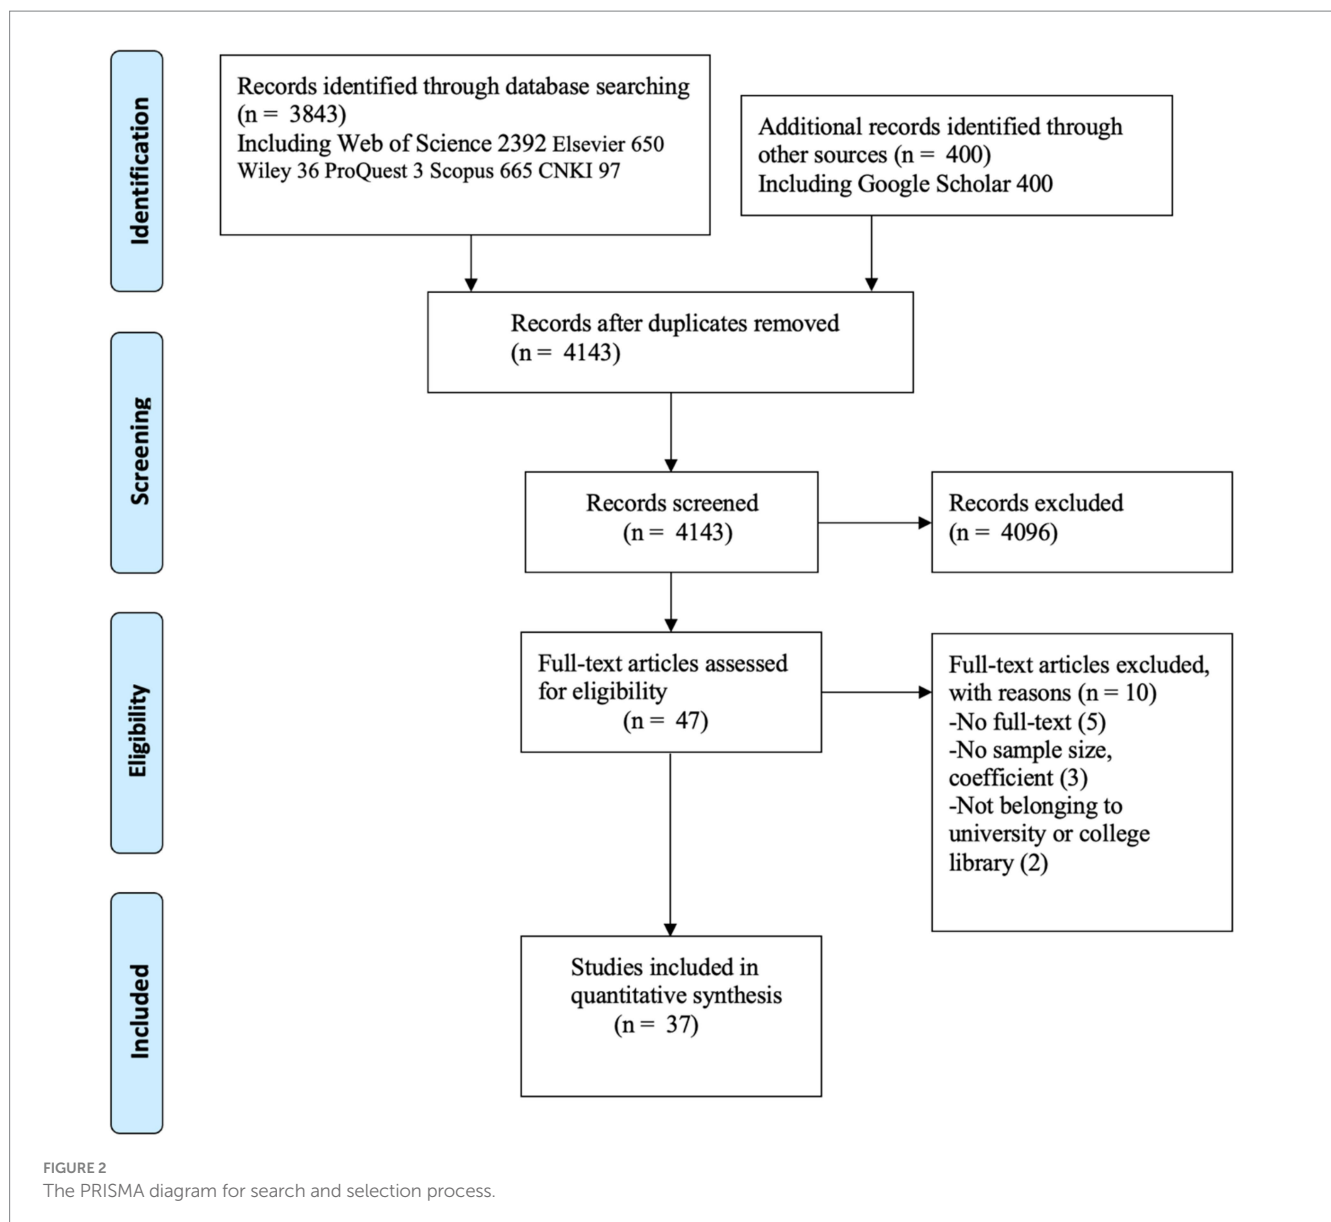 Identification
Records identified through database searching
(n = 3843)
Including Web of Science 2392 Elsevier 650
Wiley 36 ProQuest 3 Scopus 665 CNKI 97
Additional records identified through
other sources (n = 400)
Including Google Scholar 400
Screening
Records after duplicates removed
(n = 4143)
Records screened
(n = 4143)
Records excluded
(n = 4096)
Eligibility
Full-text articles assessed
for eligibility
(n = 47)
Full-text articles excluded,
with reasons (n = 10)
-No full-text (5)
-No sample size,
coefficient (3)
-Not belonging to
university or college
library (2)
Included
Studies included in
quantitative synthesis
(n = 37)
FIGURE 2
The PRISMA diagram for search and selection process.